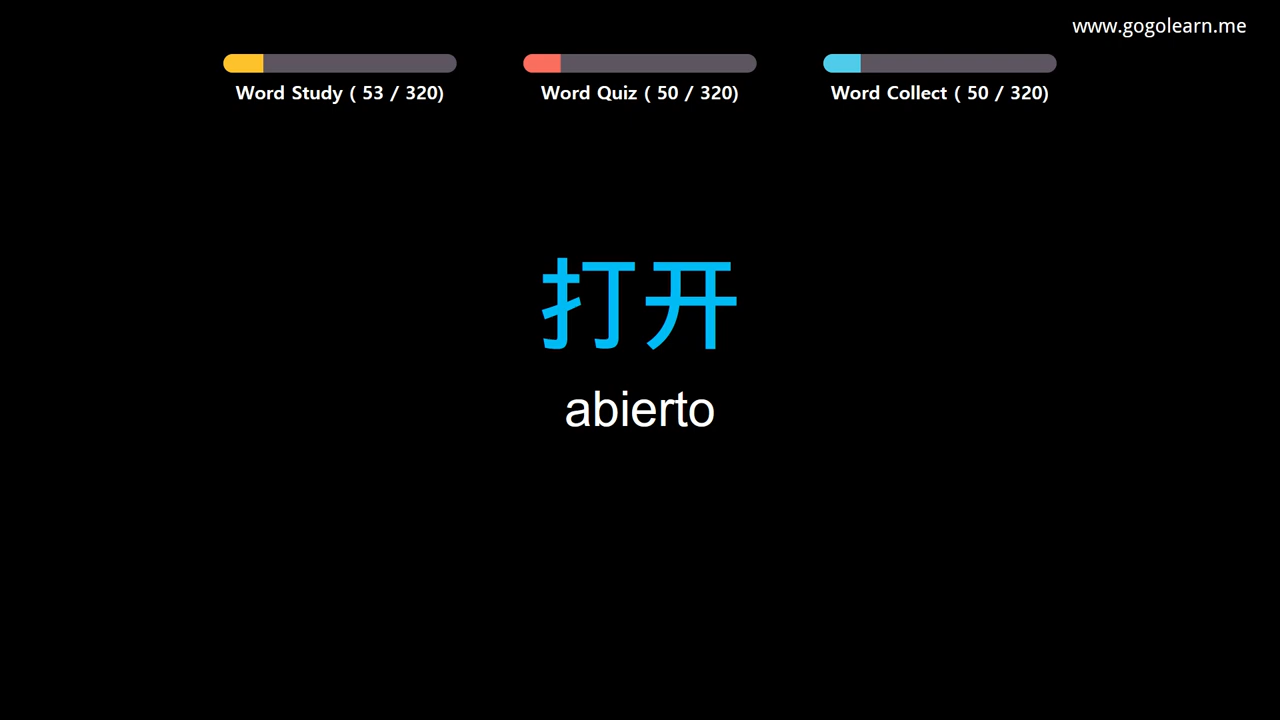 www.gogolearn.me
Word Study ( 53 / 320)
Word Quiz ( 50 / 320)
Word Collect ( 50 / 320)
打开
abierto